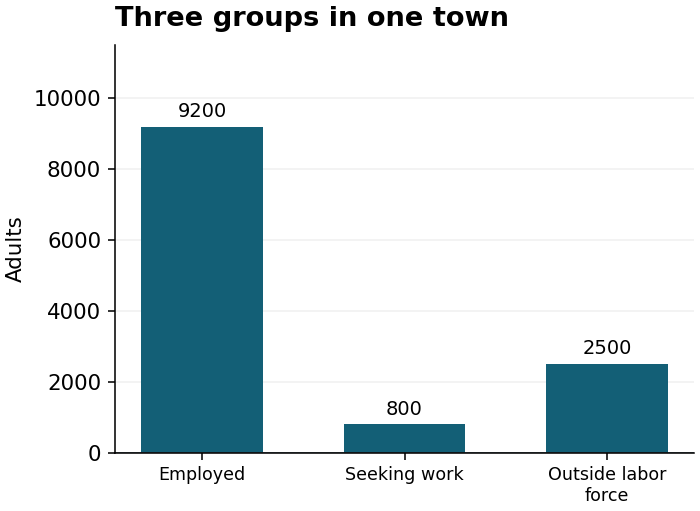 Three groups in one town
Adults
10000
8000
6000
4000
2000
0
9200
800
2500
Employed
Seeking work
Outside labor
force